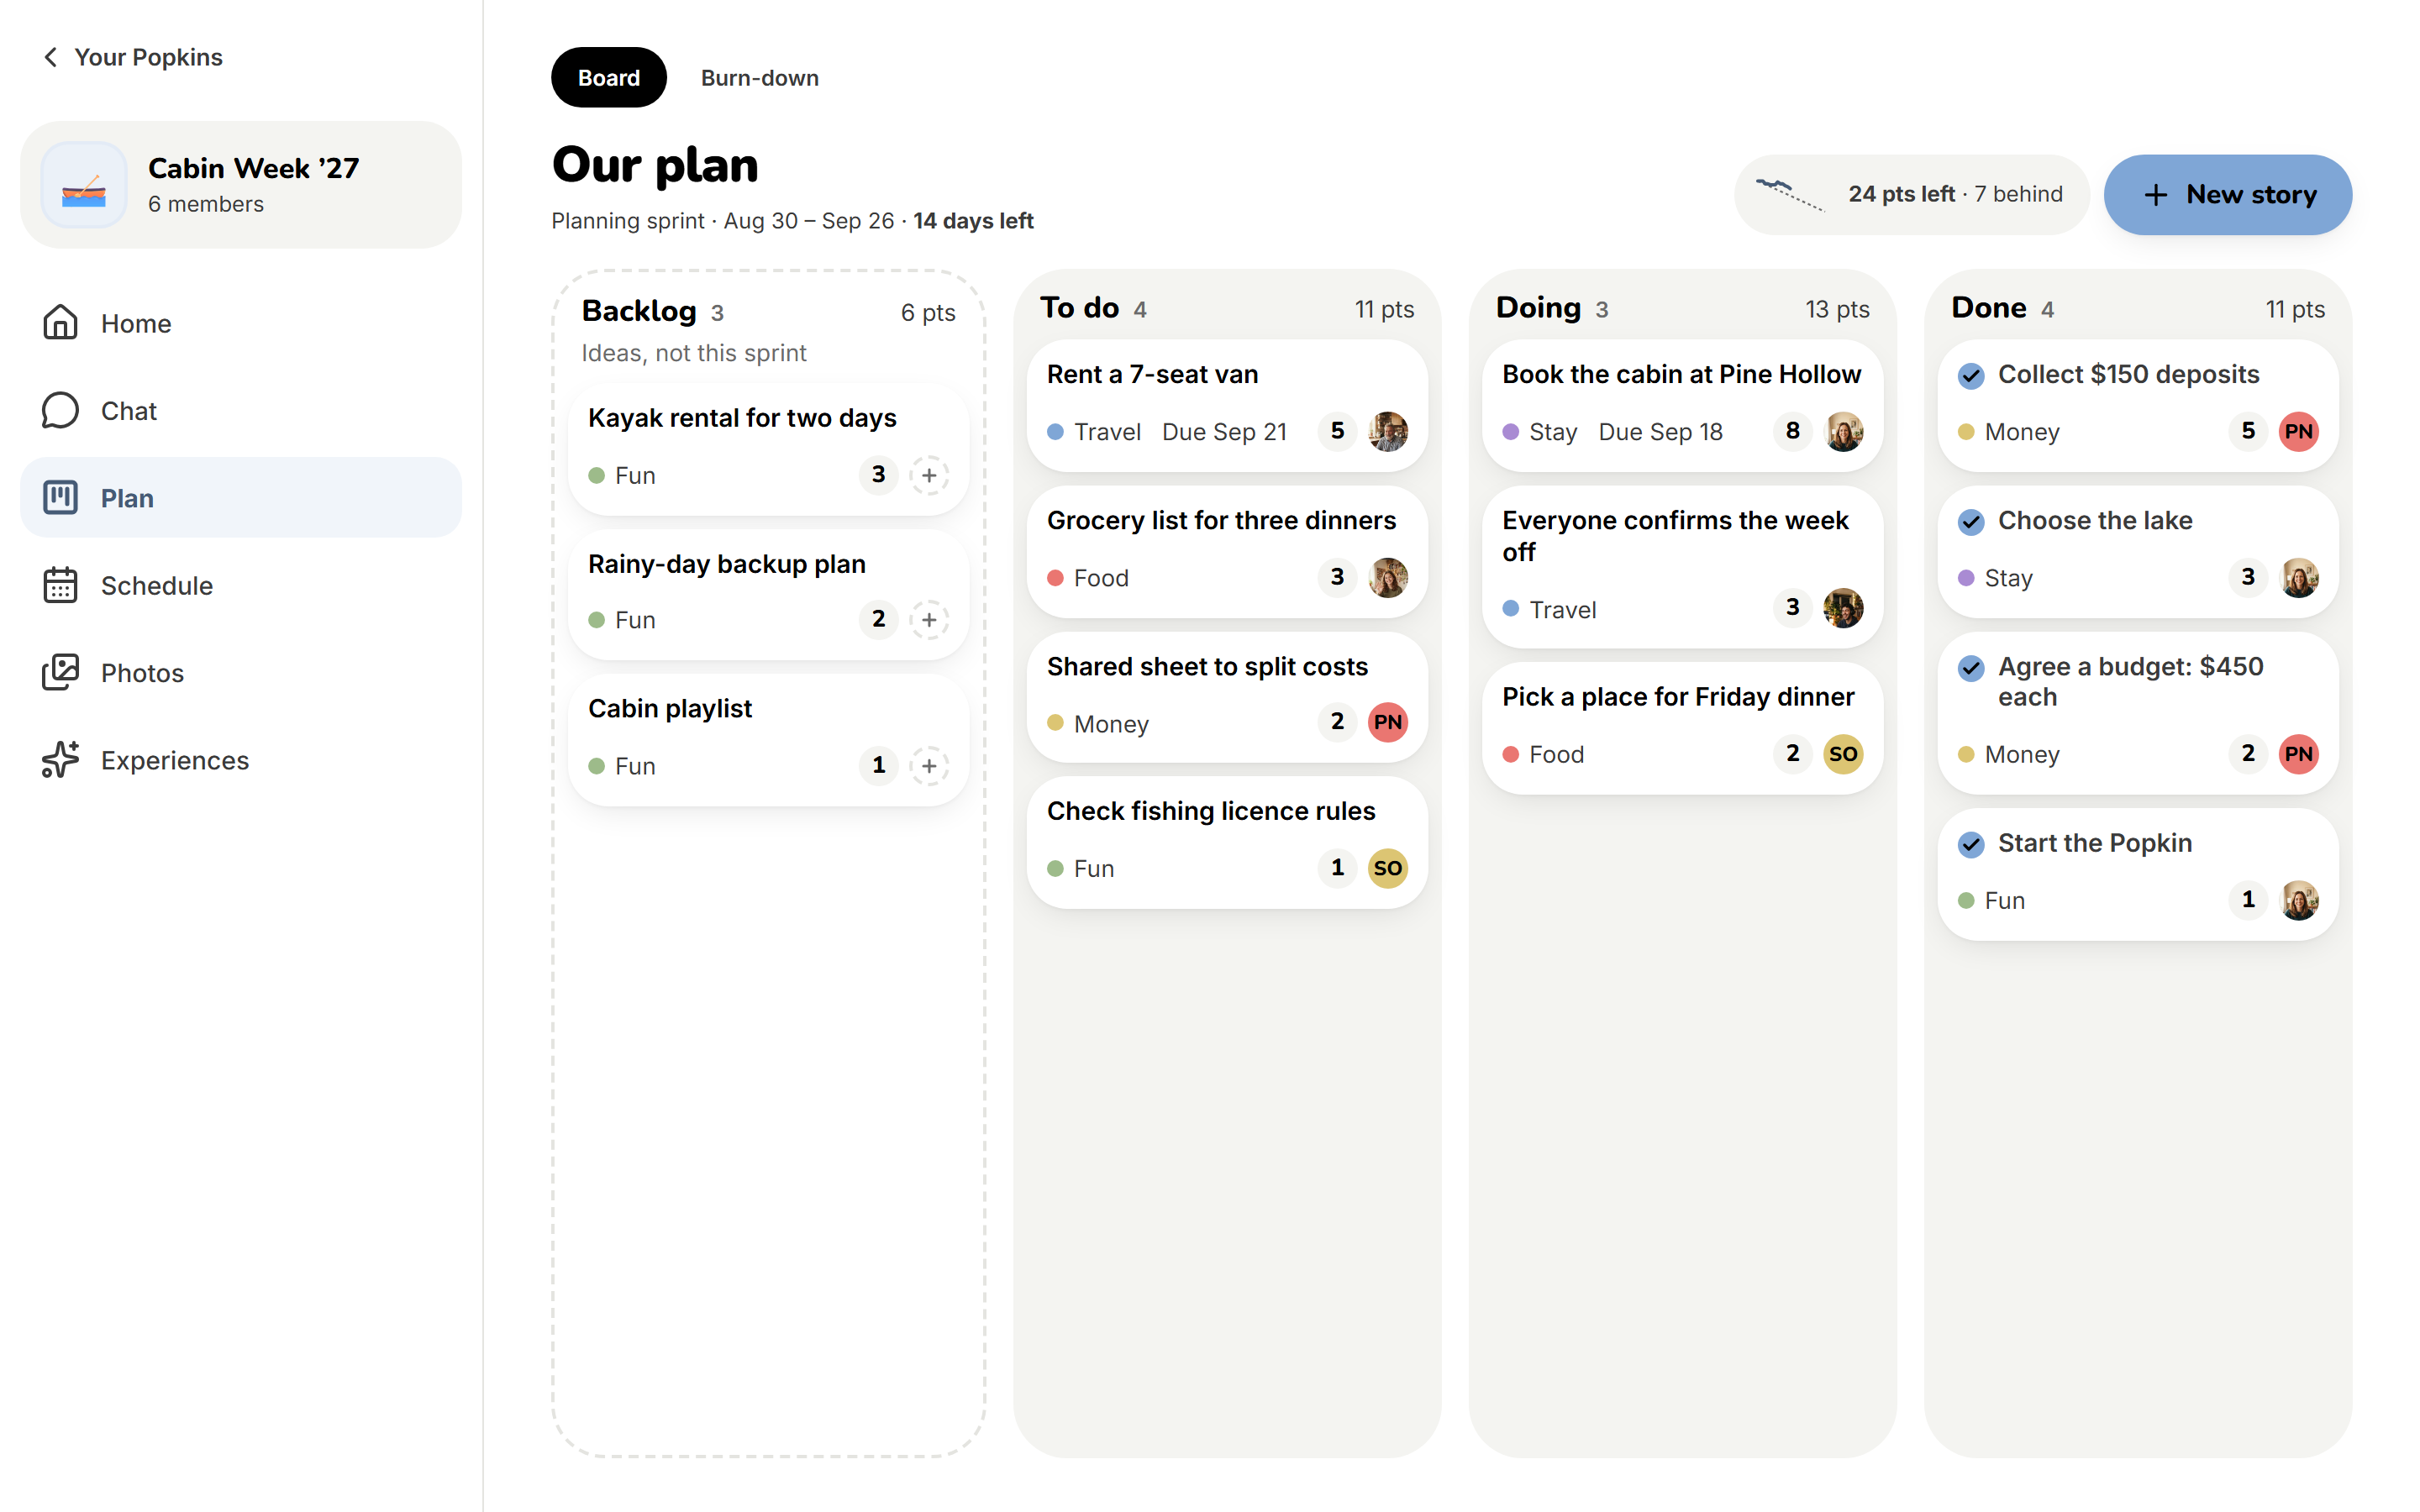 Your Popkins
Cabin Week ’27
6 members
Home
Chat
Plan
Schedule
Photos
Experiences
Board
Burn-down
Our plan
Planning sprint · Aug 30 – Sep 26 · 14 days left
24 pts left · 7 behind
New story
Backlog 3 6 pts
Ideas, not this sprint
Kayak rental for two days
Fun 3
Rainy-day backup plan
Fun 2
Cabin playlist
Fun 1
To do 4 11 pts
Rent a 7-seat van
Travel Due Sep 21 5
Grocery list for three dinners
Food 3
Shared sheet to split costs
Money 2 PN
Check fishing licence rules
Fun 1 SO
Doing 3 13 pts
Book the cabin at Pine Hollow
Stay Due Sep 18 8
Everyone confirms the week
off
Travel 3
Pick a place for Friday dinner
Food 2 SO
Done 4 11 pts
Collect $150 deposits
Money 5 PN
Choose the lake
Stay 3
Agree a budget: $450
each
Money 2 PN
Start the Popkin
Fun 1